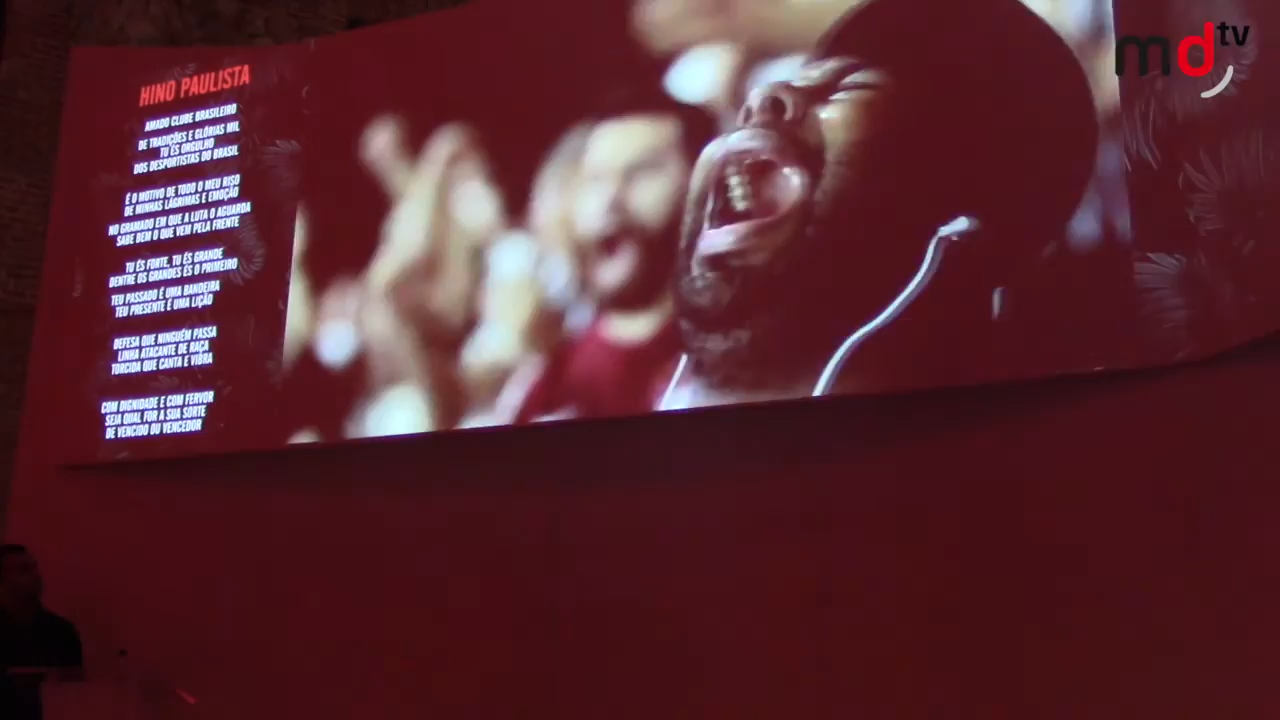 md tv
HINO PAULISTA
AMADO CLUBE BRASILEIRO
DE TRADIÇÕES E GLÓRIAS MIL
TU ÉS ORGULHO
DOS DESPORTISTAS DO BRASIL
É O MOTIVO DE TODO O MEU RISO
DE MINHAS LÁGRIMAS E EMOÇÃO
NO GRAMADO EM QUE A LUTA O AGUARDA
SABE BEM O QUE VEM PELA FRENTE
TU ÉS FORTE, TU ÉS GRANDE
DENTRE OS GRANDES ÉS O PRIMEIRO
TEU PASSADO É UMA BANDEIRA
TEU PRESENTE É UMA LIÇÃO
DEFESA QUE NINGUÉM PASSA
LINHA ATACANTE DE RAÇA
TORCIDA QUE CANTA E VIBRA
COM DIGNIDADE E COM FERVOR
SEJA QUAL FOR A SUA SORTE
DE VENCIDO OU VENCEDOR